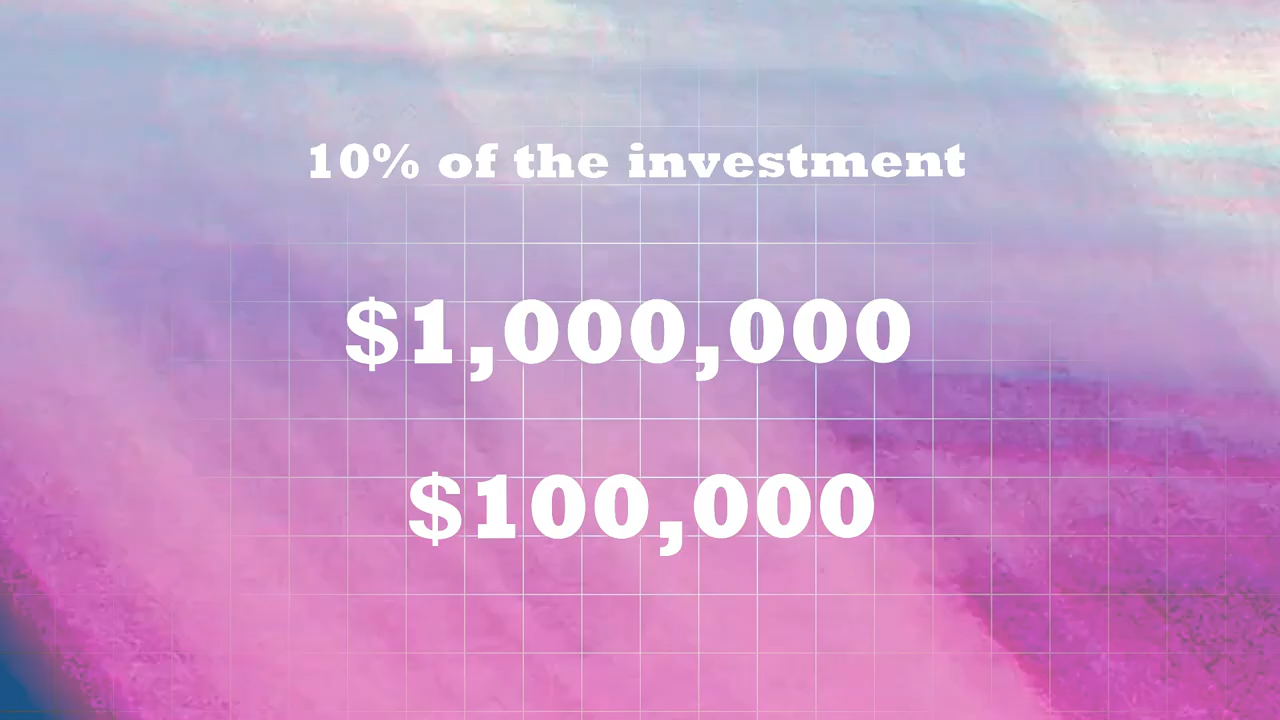 10% of the investment
$1,000,000
$100,000